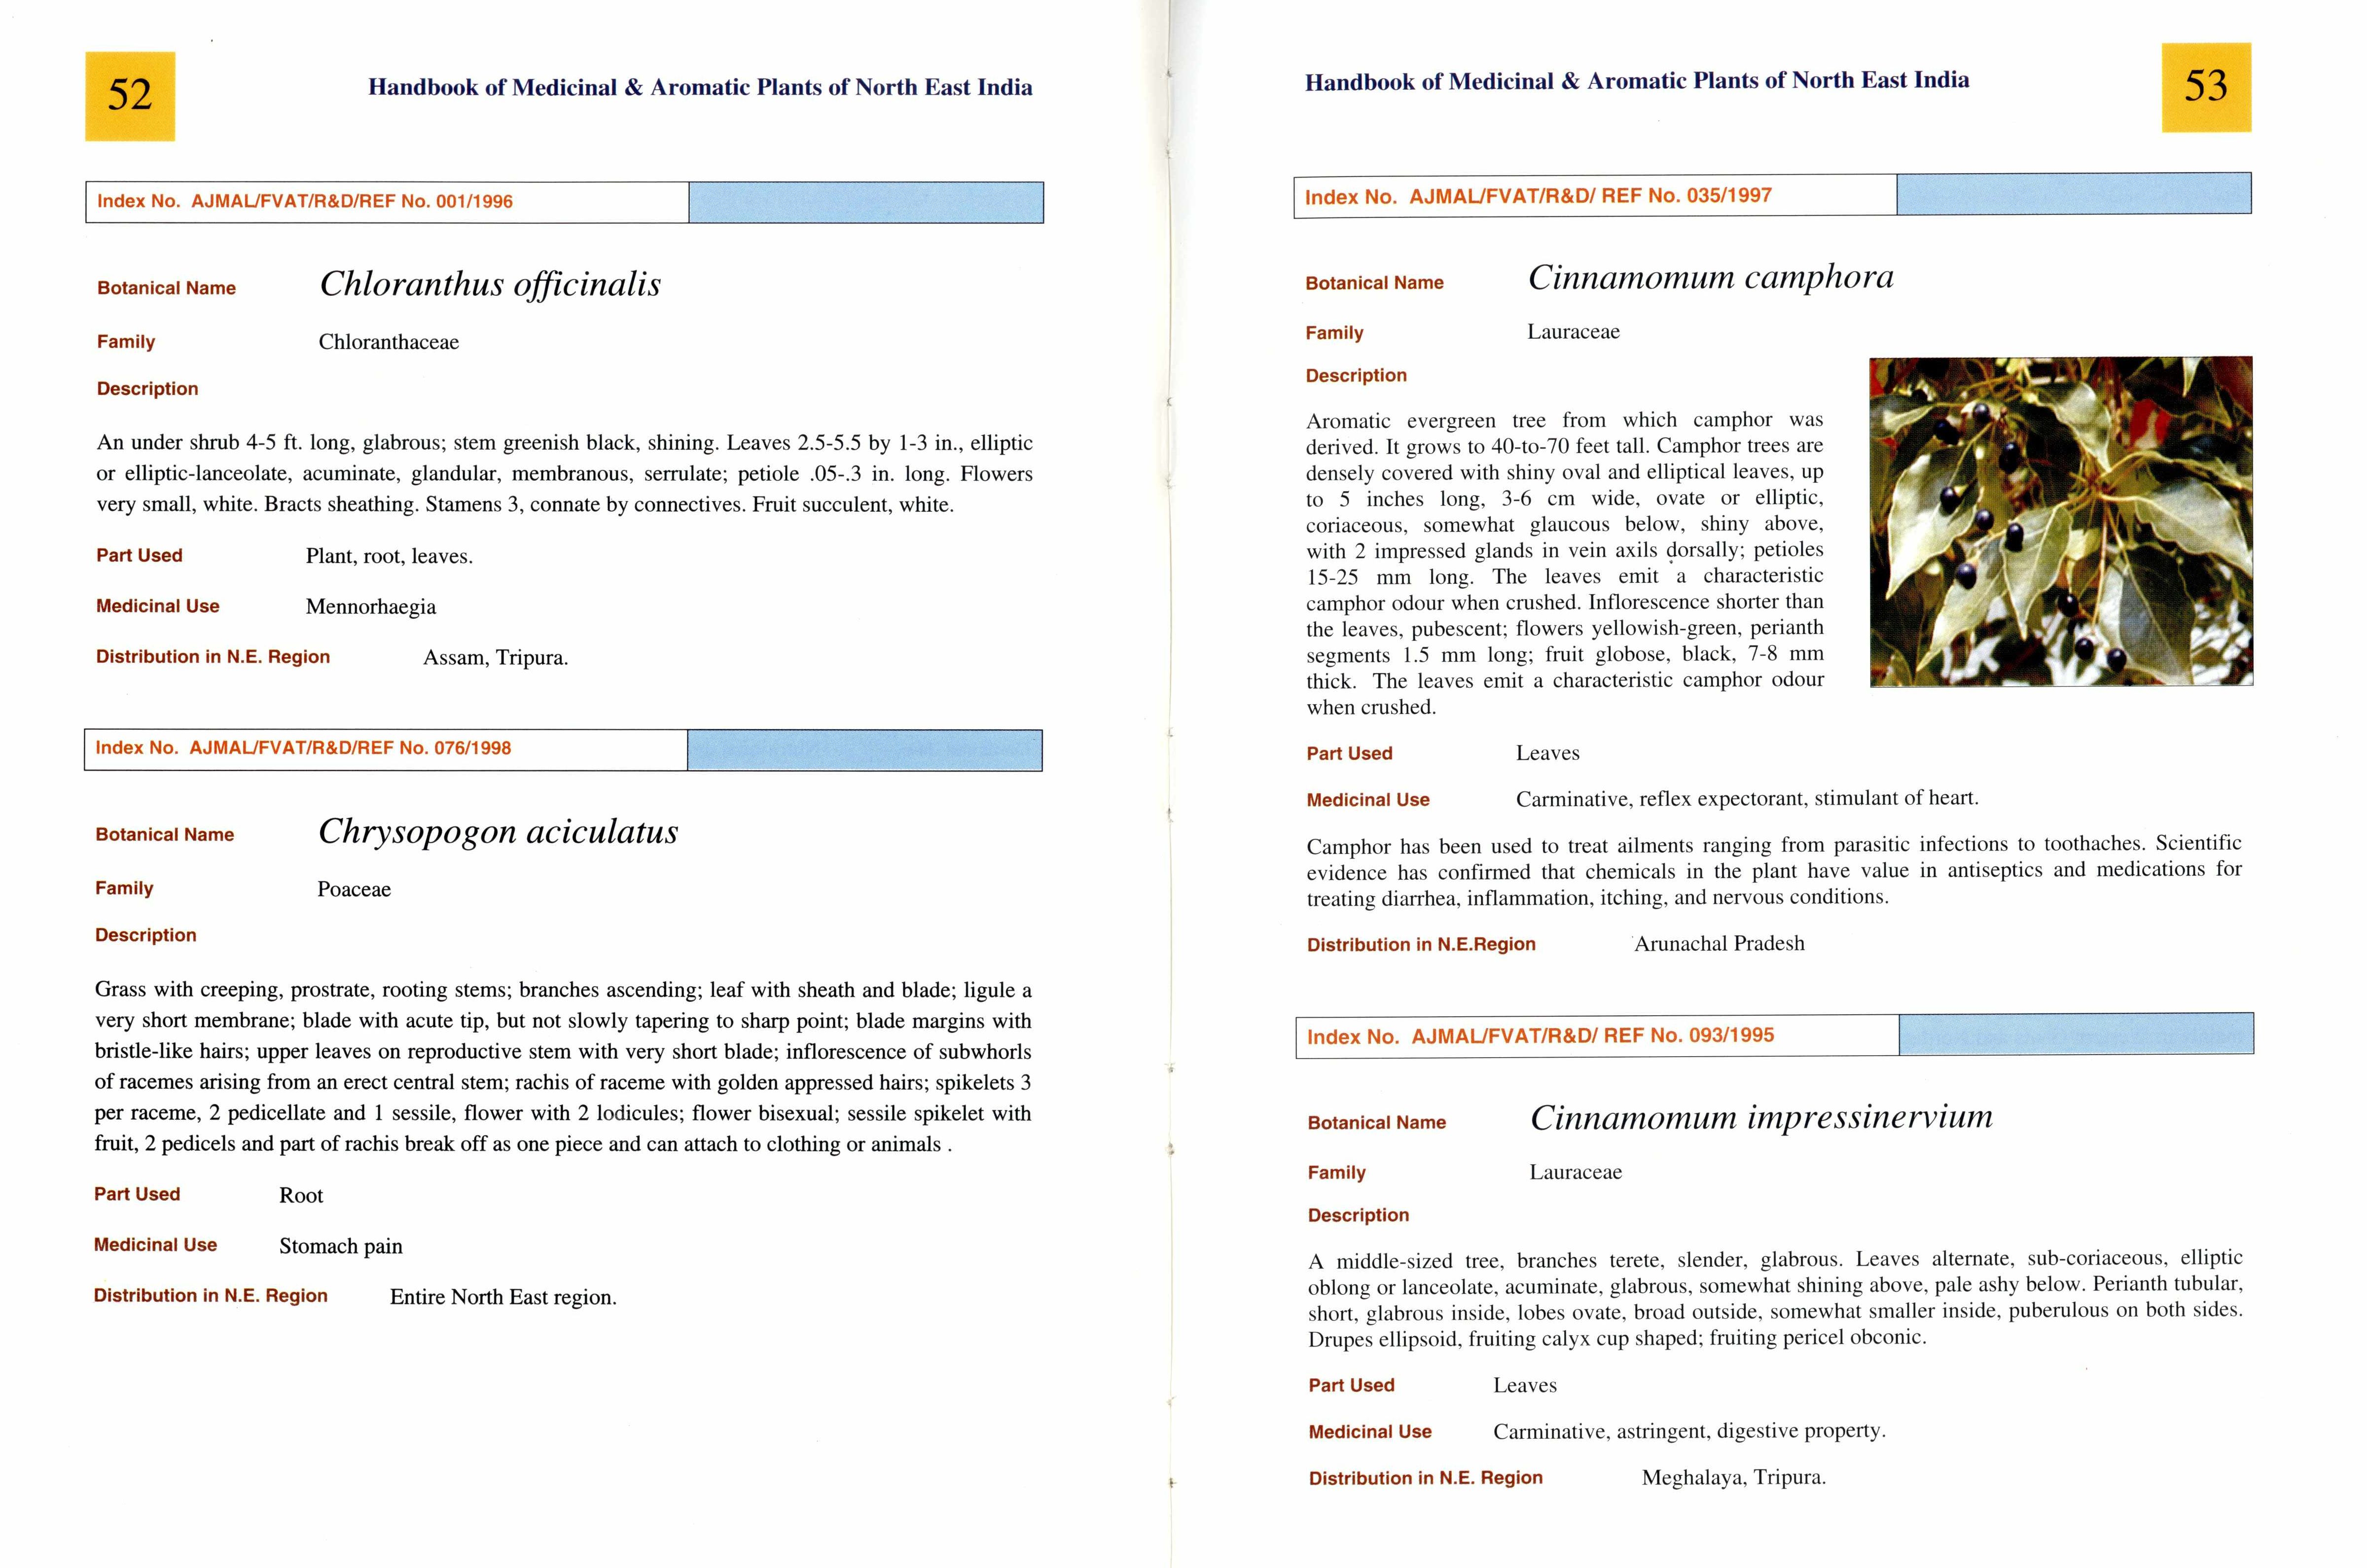 52
Handbook of Medicinal & Aromatic Plants of North East India
Index No. AJMAL/FVAT/R&D/REF No. 001/1996
Botanical Name Chloranthus officinalis
Family Chloranthaceae
Description
An under shrub 4-5 ft. long, glabrous; stem greenish black, shining. Leaves 2.5-5.5 by 1-3 in., elliptic
or elliptic-lanceolate, acuminate, glandular, membranous, serrulate; petiole .05-.3 in. long. Flowers
very small, white. Bracts sheathing. Stamens 3, connate by connectives. Fruit succulent, white.
Part Used Plant, root, leaves.
Medicinal Use Mennorhaegia
Distribution in N.E. Region Assam, Tripura.
Index No. AJMAL/FVAT/R&D/REF No. 076/1998
Botanical Name Chrysopogon aciculatus
Family Poaceae
Description
Grass with creeping, prostrate, rooting stems; branches ascending; leaf with sheath and blade; ligule a
very short membrane; blade with acute tip, but not slowly tapering to sharp point; blade margins with
bristle-like hairs; upper leaves on reproductive stem with very short blade; inflorescence of subwhorls
of racemes arising from an erect central stem; rachis of raceme with golden appressed hairs; spikelets 3
per raceme, 2 pedicellate and 1 sessile, flower with 2 lodicules; flower bisexual; sessile spikelet with
fruit, 2 pedicels and part of rachis break off as one piece and can attach to clothing or animals .
Part Used Root
Medicinal Use Stomach pain
Distribution in N.E. Region Entire North East region.
Handbook of Medicinal & Aromatic Plants of North East India
53
Index No. AJMAL/FVAT/R&D/ REF No. 035/1997
Botanical Name Cinnamomum camphora
Family Lauraceae
Description
Aromatic evergreen tree from which camphor was
derived. It grows to 40-to-70 feet tall. Camphor trees are
densely covered with shiny oval and elliptical leaves, up
to 5 inches long, 3-6 cm wide, ovate or elliptic,
coriaceous, somewhat glaucous below, shiny above,
with 2 impressed glands in vein axils dorsally; petioles
15-25 mm long. The leaves emit a characteristic
camphor odour when crushed. Inflorescence shorter than
the leaves, pubescent; flowers yellowish-green, perianth
segments 1.5 mm long; fruit globose, black, 7-8 mm
thick. The leaves emit a characteristic camphor odour
when crushed.
Part Used Leaves
Medicinal Use Carminative, reflex expectorant, stimulant of heart.
Camphor has been used to treat ailments ranging from parasitic infections to toothaches. Scientific
evidence has confirmed that chemicals in the plant have value in antiseptics and medications for
treating diarrhea, inflammation, itching, and nervous conditions.
Distribution in N.E.Region Arunachal Pradesh
Index No. AJMAL/FVAT/R&D/ REF No. 093/1995
Botanical Name Cinnamomum impressinervium
Family Lauraceae
Description
A middle-sized tree, branches terete, slender, glabrous. Leaves alternate, sub-coriaceous, elliptic
oblong or lanceolate, acuminate, glabrous, somewhat shining above, pale ashy below. Perianth tubular,
short, glabrous inside, lobes ovate, broad outside, somewhat smaller inside, puberulous on both sides.
Drupes ellipsoid, fruiting calyx cup shaped; fruiting pericel obconic.
Part Used Leaves
Medicinal Use Carminative, astringent, digestive property.
Distribution in N.E. Region Meghalaya, Tripura.